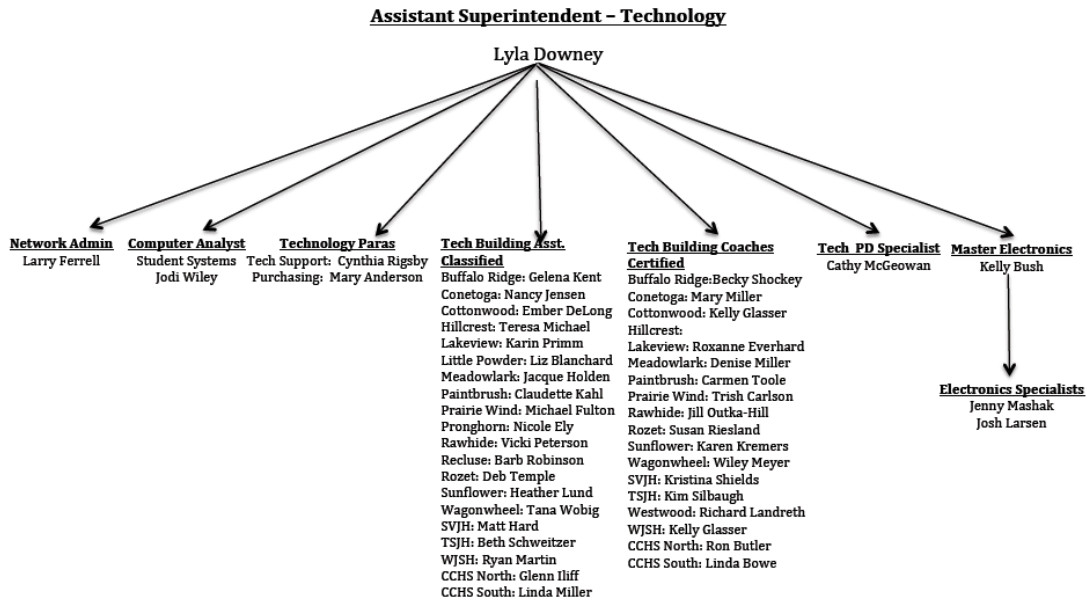 Assistant Superintendent – Technology
Lyla Downey
Network Admin
Larry Ferrell
Computer Analyst
Student Systems
Jodi Wiley
Technology Paras
Tech Support: Cynthia Rigsby
Purchasing: Mary Anderson
Tech Building Asst.
Classified
Buffalo Ridge: Gelena Kent
Conetoga: Nancy Jensen
Cottonwood: Ember DeLong
Hillcrest: Teresa Michael
Lakeview: Karin Primm
Little Powder: Liz Blanchard
Meadowlark: Jacque Holden
Paintbrush: Claudette Kahl
Prairie Wind: Michael Fulton
Pronghorn: Nicole Ely
Rawhide: Vicki Peterson
Recluse: Barb Robinson
Rozet: Deb Temple
Sunflower: Heather Lund
Wagonwheel: Tana Wobig
SVJH: Matt Hard
TSJH: Beth Schweitzer
WJSH: Ryan Martin
CCHS North: Glenn Iliff
CCHS South: Linda Miller
Tech Building Coaches
Certified
Buffalo Ridge:Becky Shockey
Conetoga: Mary Miller
Cottonwood: Kelly Glasser
Hillcrest:
Lakeview: Roxanne Everhard
Meadowlark: Denise Miller
Paintbrush: Carmen Toole
Prairie Wind: Trish Carlson
Rawhide: Jill Outka-Hill
Rozet: Susan Riesland
Sunflower: Karen Kremers
Wagonwheel: Wiley Meyer
SVJH: Kristina Shields
TSJH: Kim Silbaugh
Westwood: Richard Landreth
WJSH: Kelly Glasser
CCHS North: Ron Butler
CCHS South: Linda Bowe
Tech PD Specialist
Cathy McGeowan
Master Electronics
Kelly Bush
Electronics Specialists
Jenny Mashak
Josh Larsen